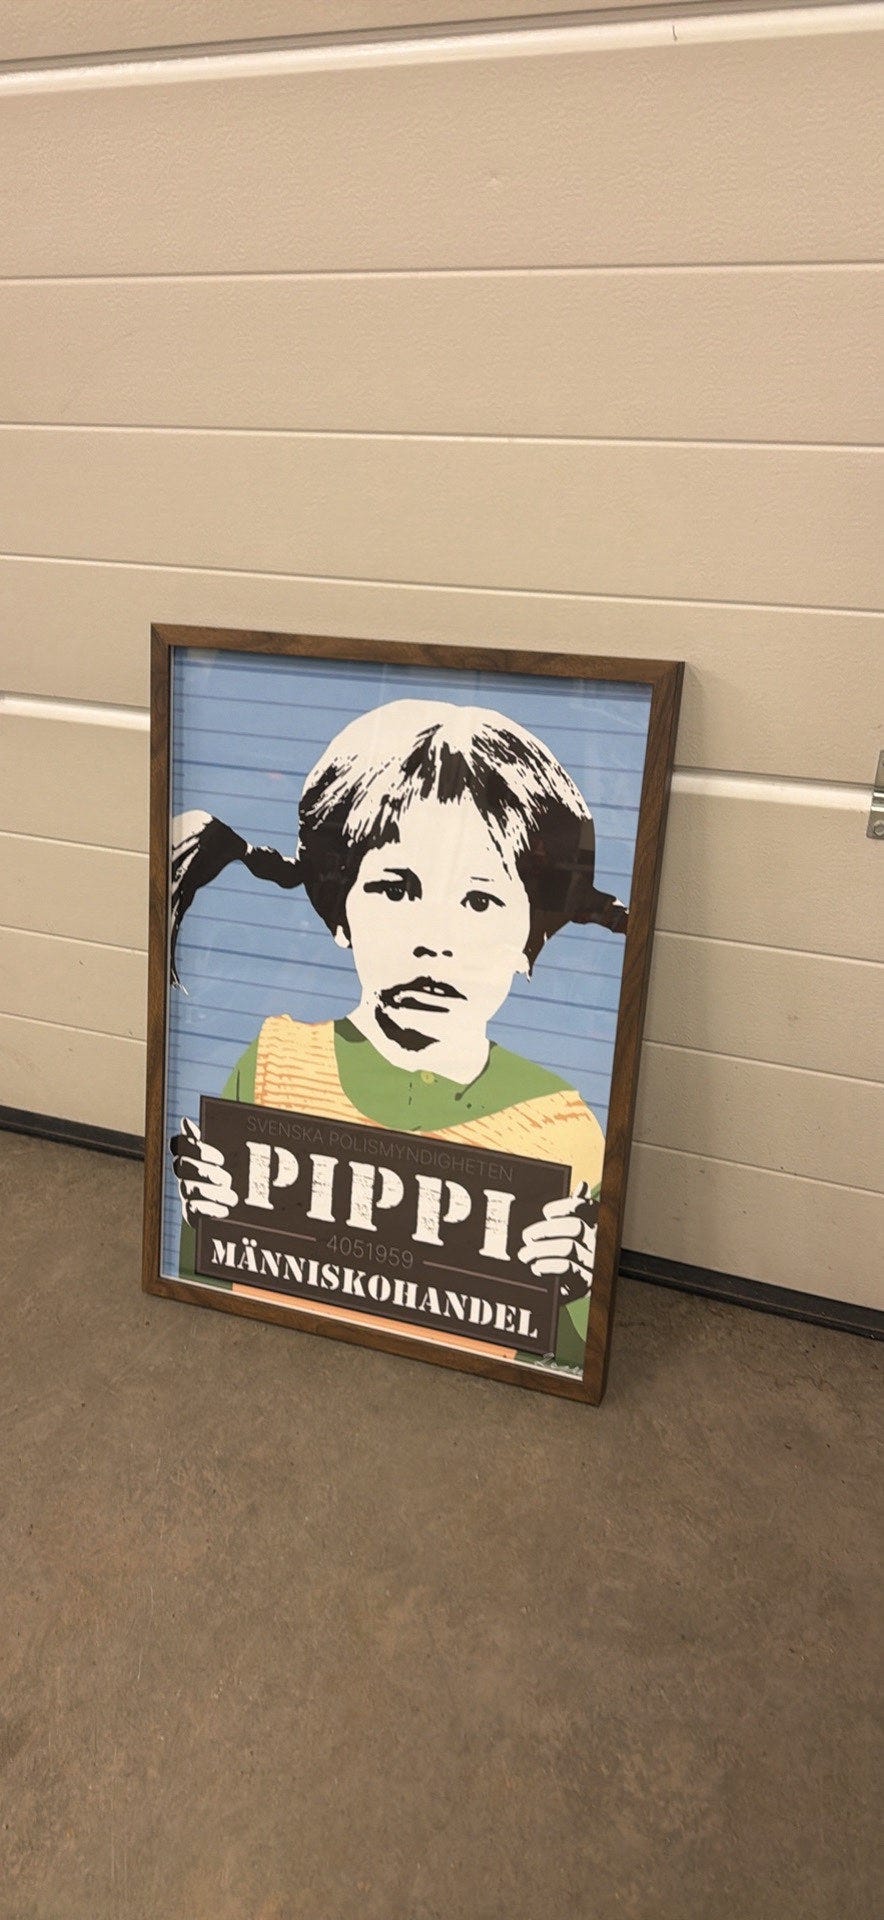 SVENSKA POLISMYNDIGHETEN
PIPPI
4051959
MÄNNISKOHANDEL